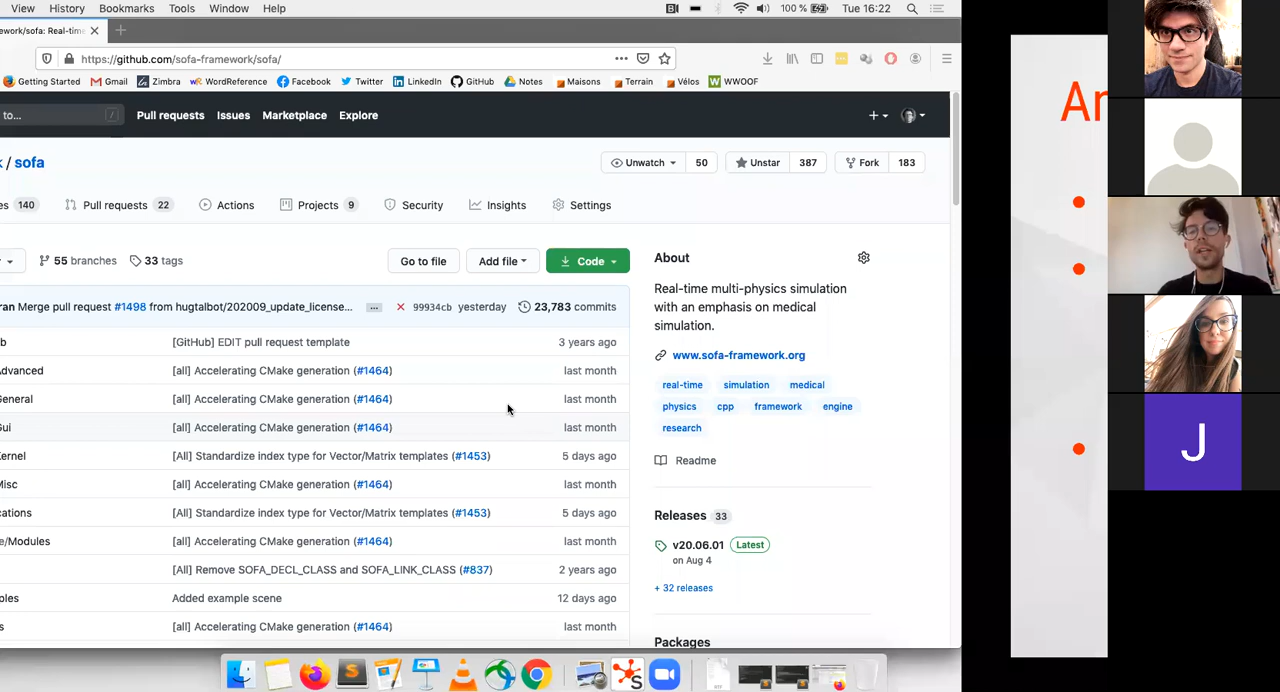 View History Bookmarks Tools Window Help 100 % Tue 16:22
ework/sofa: Real-time
https://github.com/sofa-framework/sofa/
Getting Started Gmail Zimbra WordReference Facebook Twitter LinkedIn GitHub Notes Maisons Terrain Vélos WWOOF
to... / Pull requests Issues Marketplace Explore
k / sofa Unwatch 50 Unstar 387 Fork 183
es 140 Pull requests 22 Actions Projects 9 Security Insights Settings
55 branches 33 tags Go to file Add file Code
ran Merge pull request #1498 from hugtalbot/202009_update_license... 99934cb yesterday 23,783 commits
b [GitHub] EDIT pull request template 3 years ago
Advanced [all] Accelerating CMake generation (#1464) last month
General [all] Accelerating CMake generation (#1464) last month
Gui [all] Accelerating CMake generation (#1464) last month
Kernel [All] Standardize index type for Vector/Matrix templates (#1453) 5 days ago
Misc [all] Accelerating CMake generation (#1464) last month
cations [All] Standardize index type for Vector/Matrix templates (#1453) 5 days ago
e/Modules [all] Accelerating CMake generation (#1464) last month
[All] Remove SOFA_DECL_CLASS and SOFA_LINK_CLASS (#837) 2 years ago
ples Added example scene 12 days ago
s [all] Accelerating CMake generation (#1464) last month
About
Real-time multi-physics simulation
with an emphasis on medical
simulation.
www.sofa-framework.org
real-time simulation medical
physics cpp framework engine
research
Readme
Releases 33
v20.06.01 Latest
on Aug 4
+ 32 releases
Packages
An
J